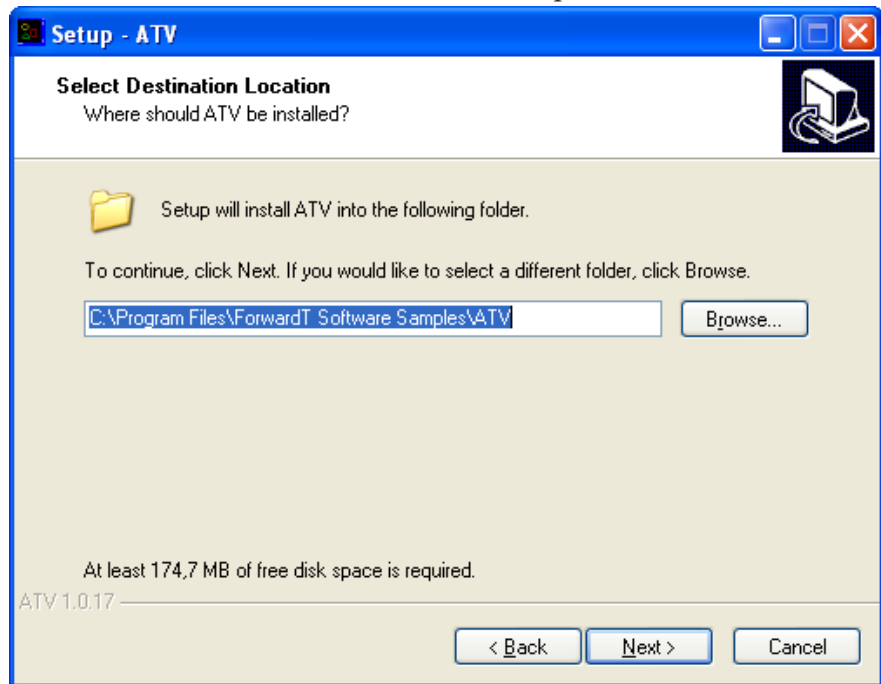 Setup - ATV
Select Destination Location
Where should ATV be installed?
Setup will install ATV into the following folder.
To continue, click Next. If you would like to select a different folder, click Browse.
C:\Program Files\ForwardT Software Samples\ATV
Browse...
At least 174,7 MB of free disk space is required.
ATV 1.0.17
< Back
Next >
Cancel